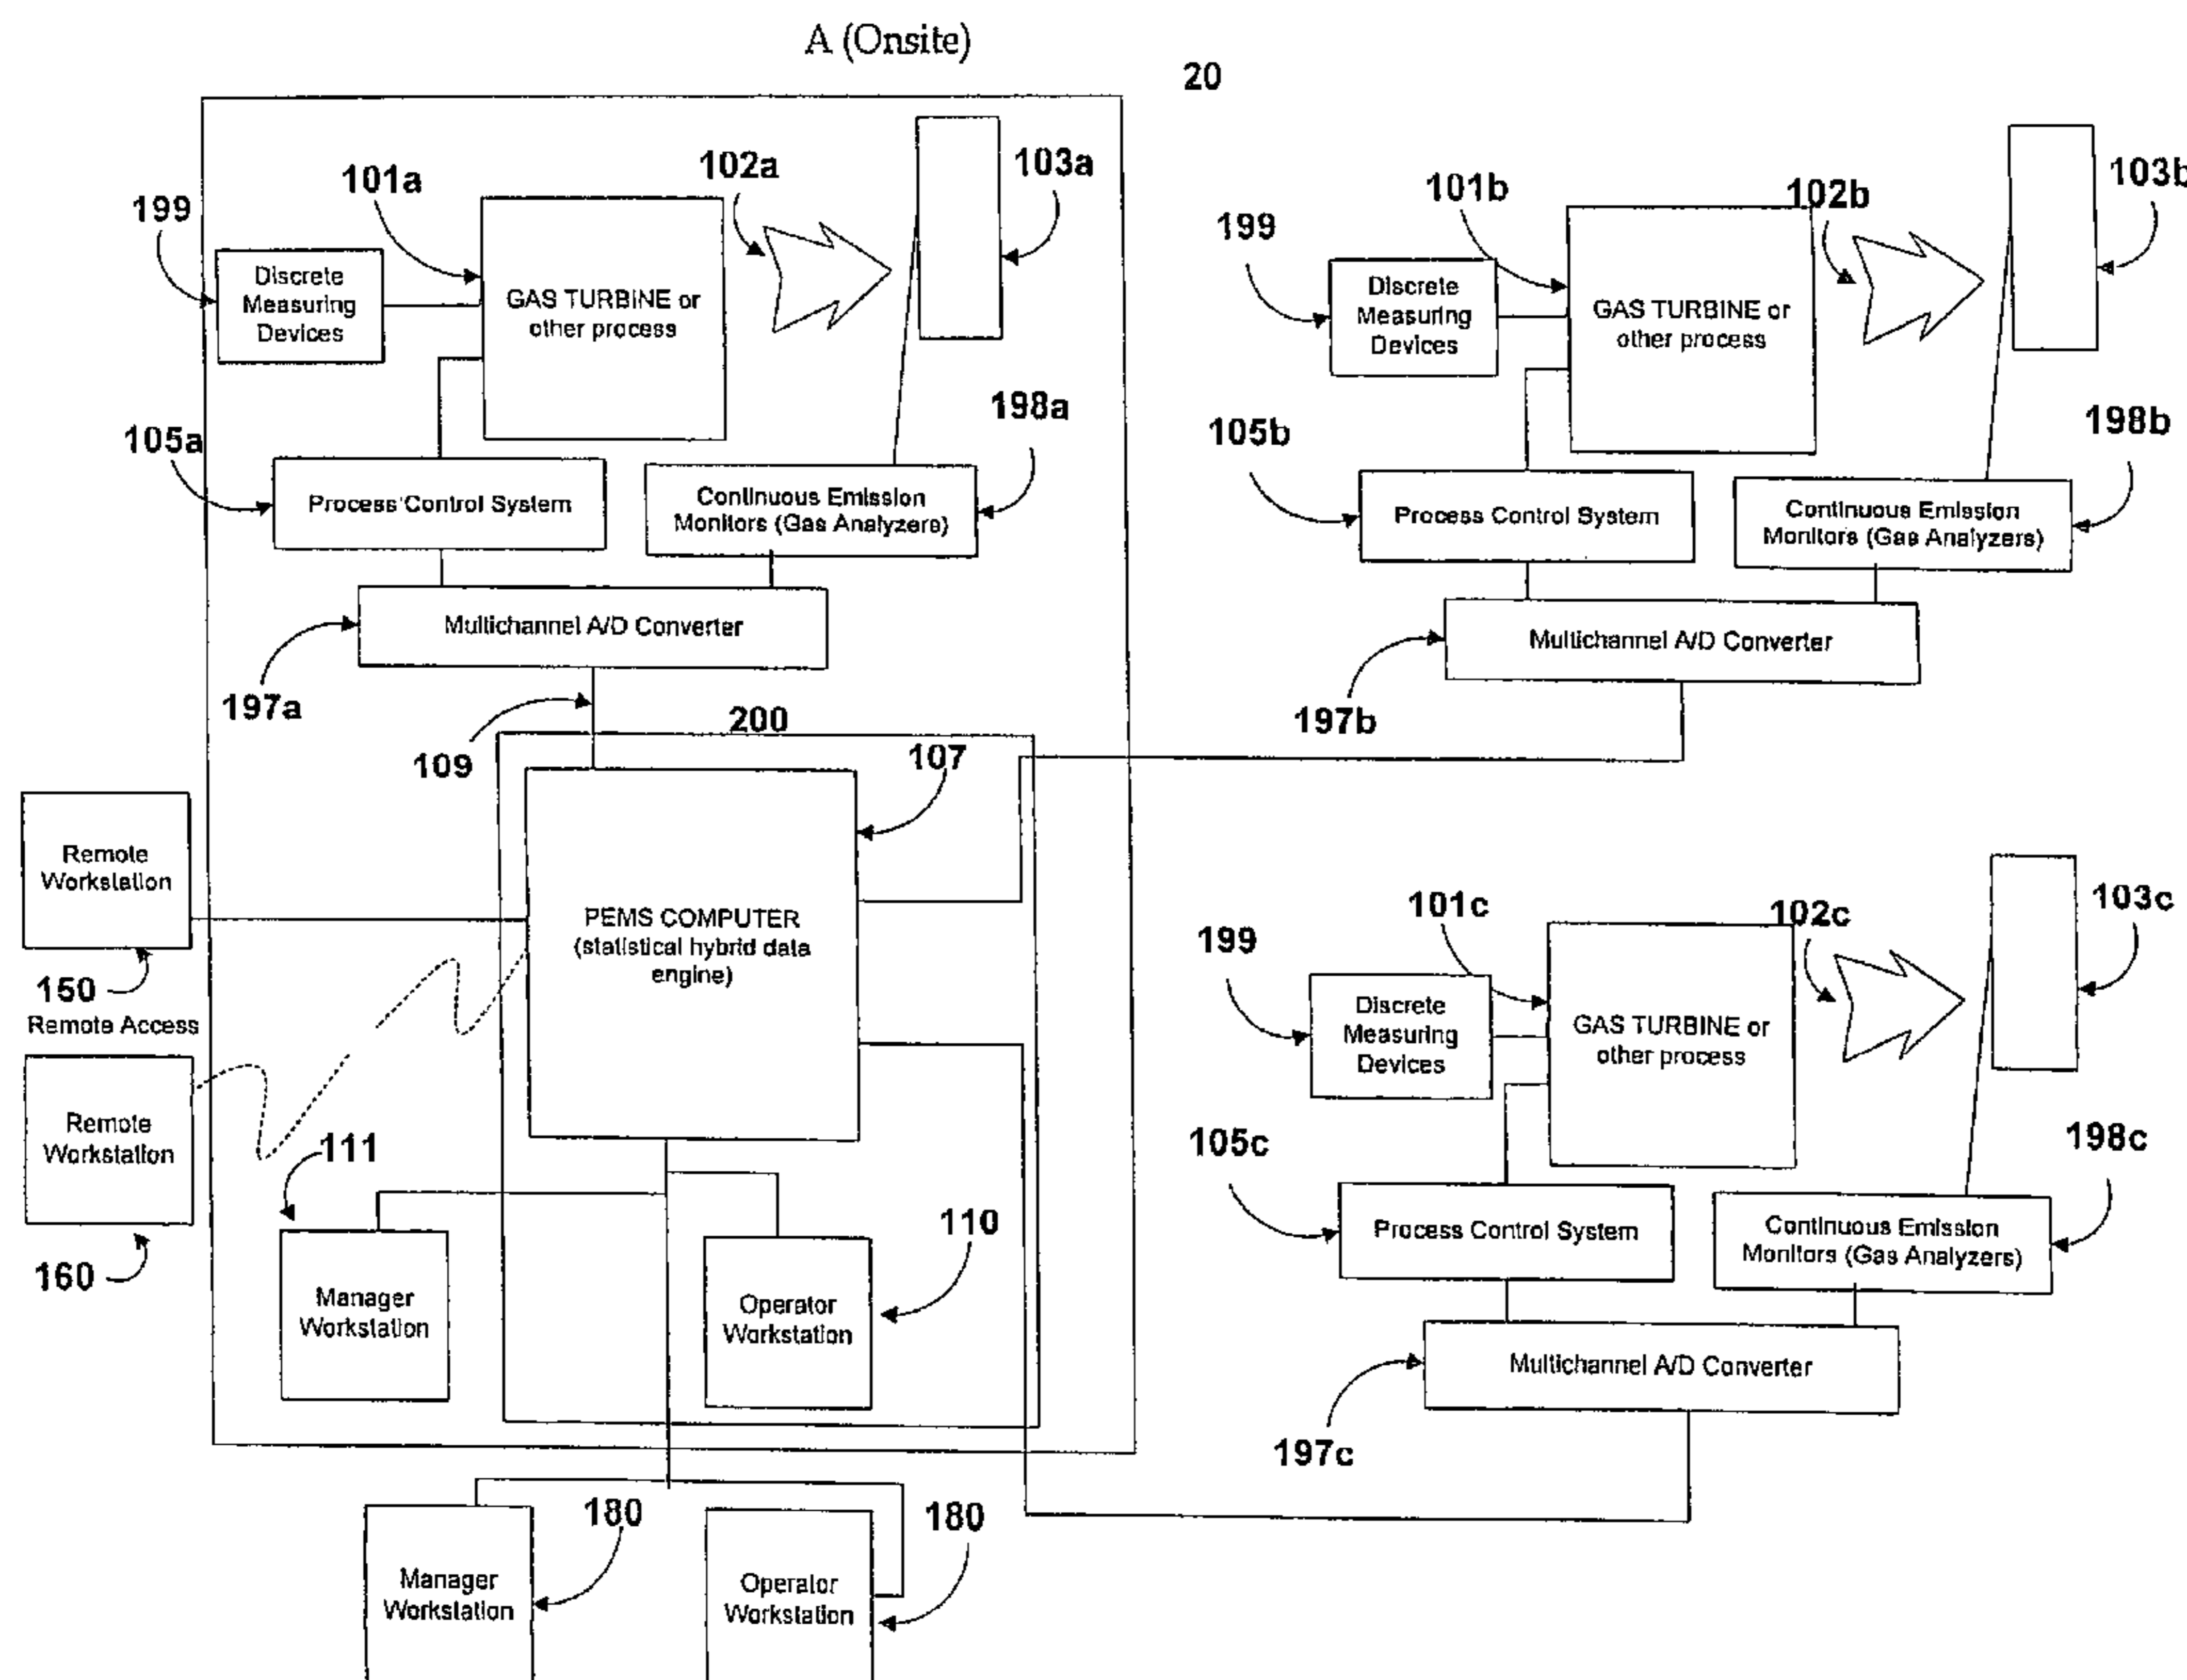 A (Onsite)
20
199
101a
102a
103a
Discrete
Measuring
Devices
GAS TURBINE or
other process
105a
198a
Process Control System
Continuous Emission
Monitors (Gas Analyzers)
Multichannel A/D Converter
197a
109
200
107
199
101b
102b
103b
Discrete
Measuring
Devices
GAS TURBINE or
other process
105b
198b
Process Control System
Continuous Emission
Monitors (Gas Analyzers)
Multichannel A/D Converter
197b
Remote
Workstation
150
Remote Access
Remote
Workstation
160
PEMS COMPUTER
(statistical hybrid data
engine)
111
Manager
Workstation
110
Operator
Workstation
199
101c
102c
103c
Discrete
Measuring
Devices
GAS TURBINE or
other process
105c
198c
Process Control System
Continuous Emission
Monitors (Gas Analyzers)
Multichannel A/D Converter
197c
180
Manager
Workstation
180
Operator
Workstation